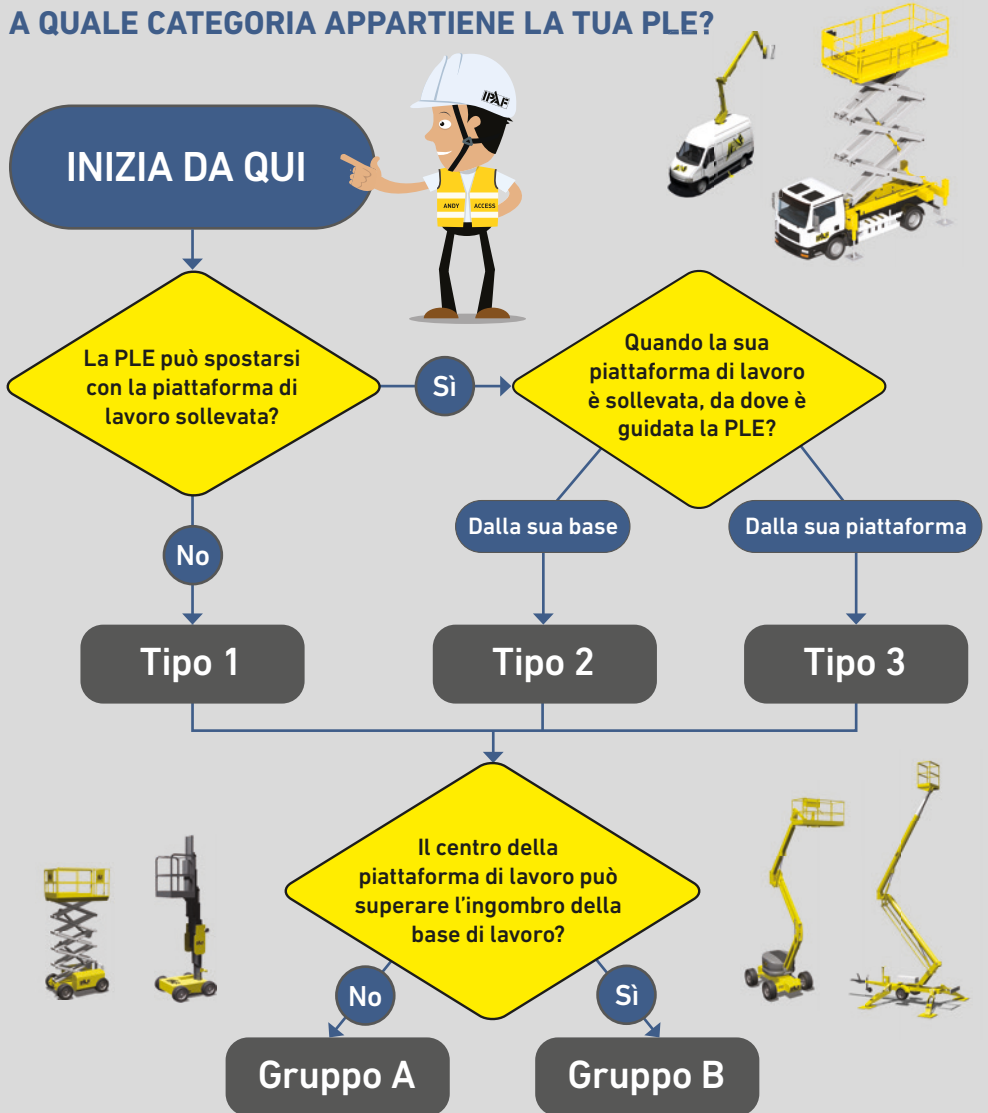 A QUALE CATEGORIA APPARTIENE LA TUA PLE?
IPAF
INIZIA DA QUI
ANDY ACCESS
La PLE può spostarsi
con la piattaforma di
lavoro sollevata?
Sì
Quando la sua
piattaforma di lavoro
è sollevata, da dove è
guidata la PLE?
No
Dalla sua base
Dalla sua piattaforma
Tipo 1
Tipo 2
Tipo 3
Il centro della
piattaforma di lavoro può
superare l'ingombro della
base di lavoro?
No
Sì
Gruppo A
Gruppo B